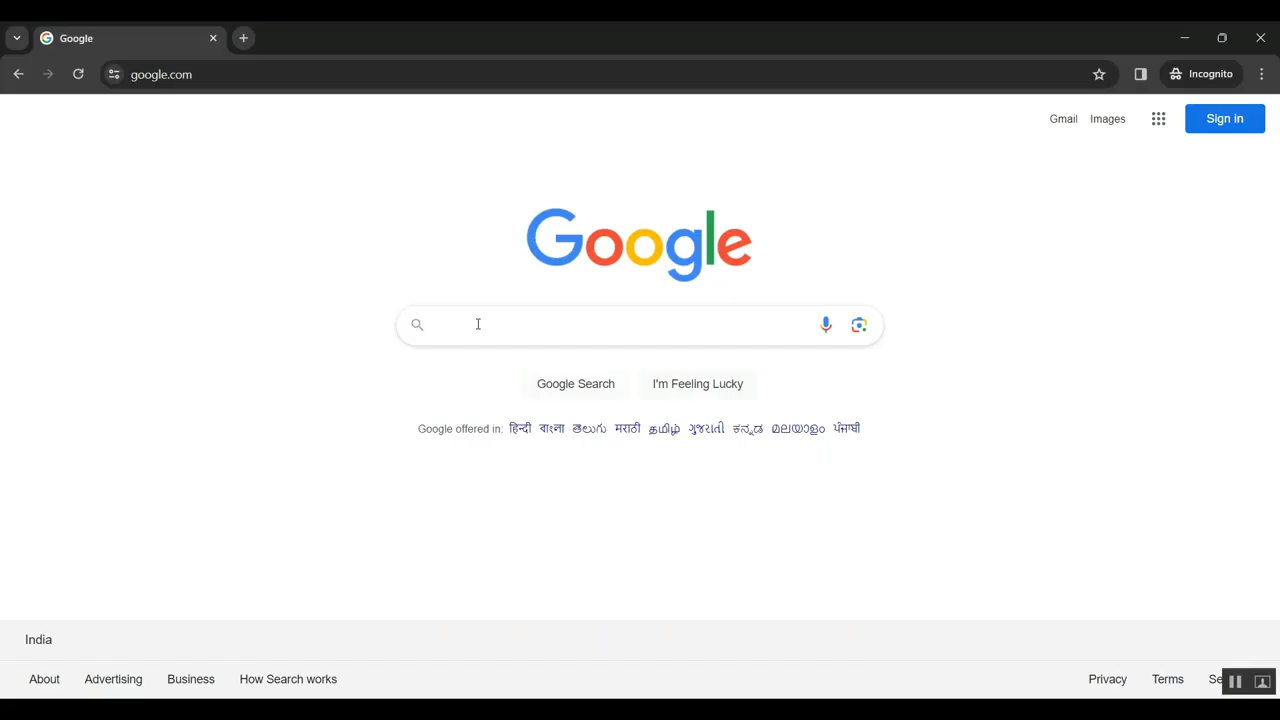 Google
google.com
Incognito
Gmail Images Sign in
Google
Google Search I'm Feeling Lucky
Google offered in: हिन्दी বাংলা తెలుగు मराठी தமிழ் ગુજરાતી ಕನ್ನಡ മലയാളം ਪੰਜਾਬੀ
India
About Advertising Business How Search works Privacy Terms Se